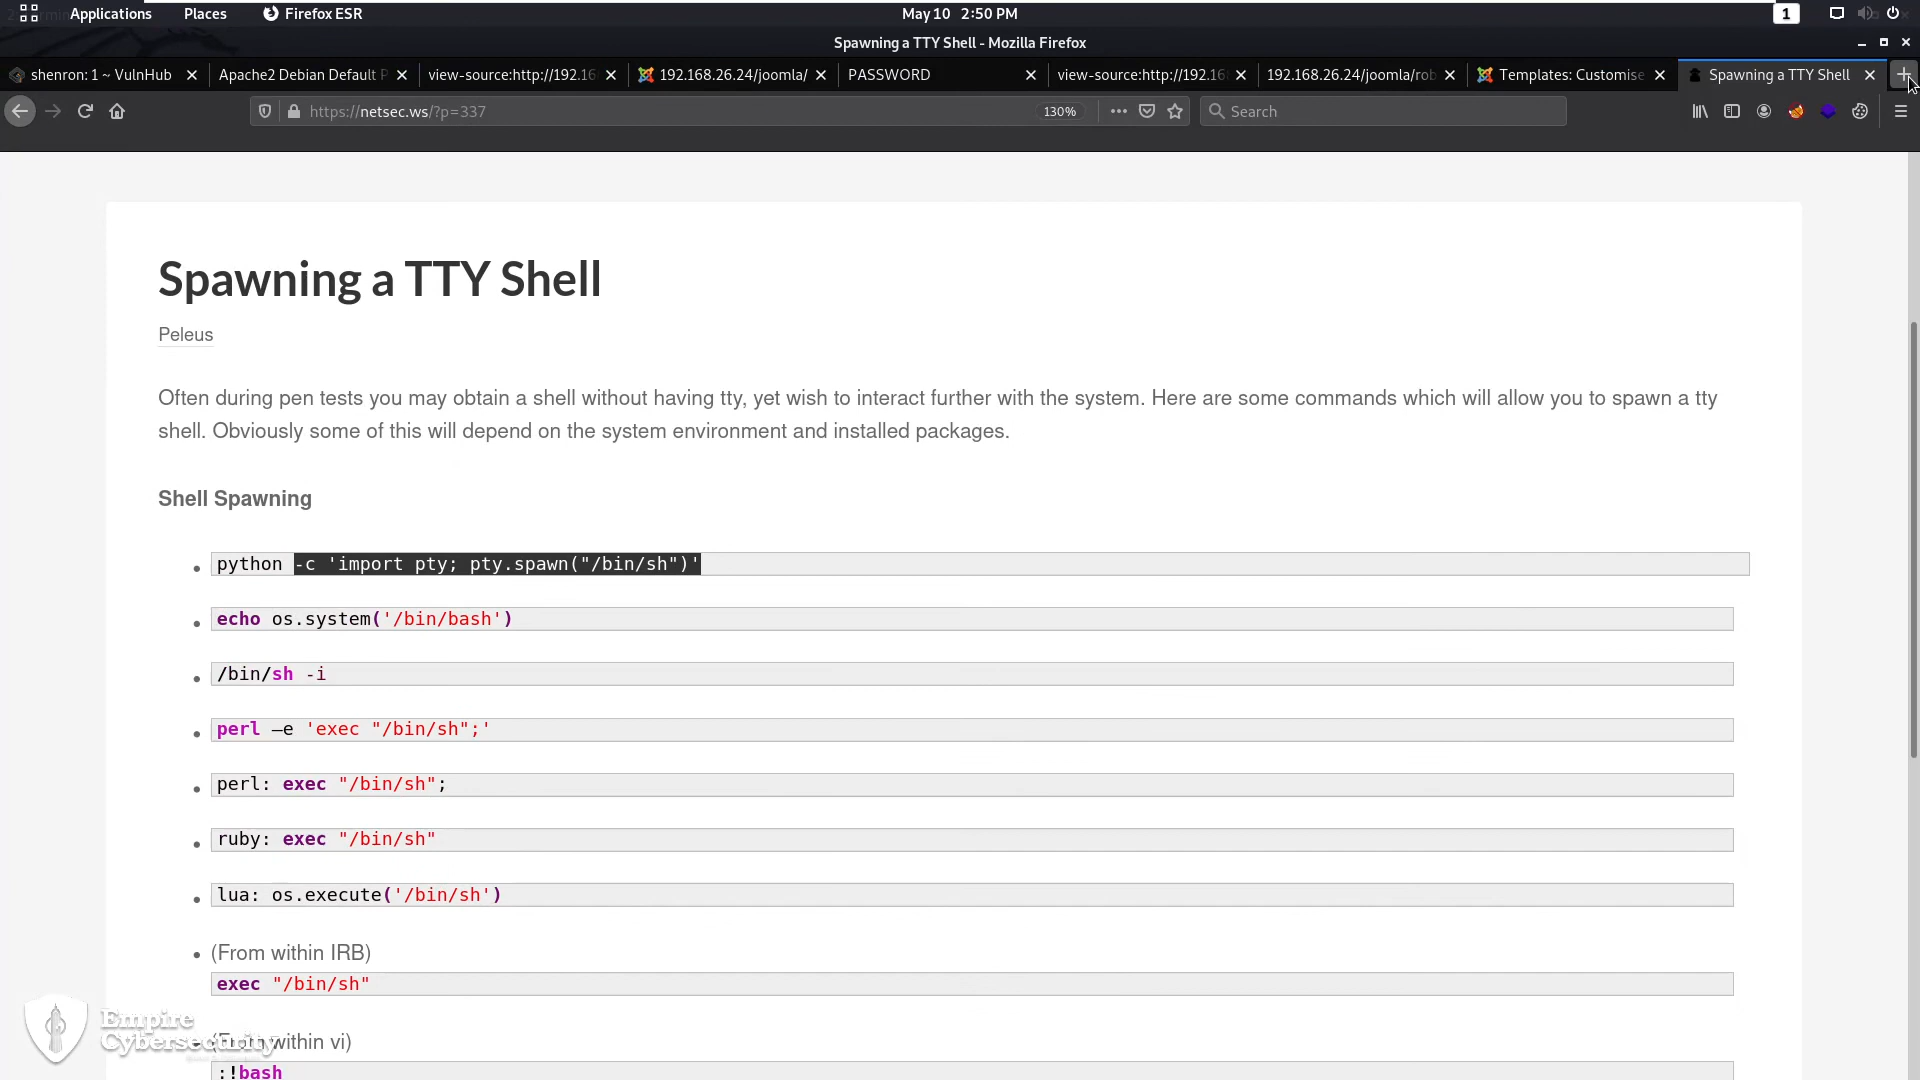 Applications Places Firefox ESR May 10 2:50 PM 1
Spawning a TTY Shell - Mozilla Firefox
shenron: 1 ~ VulnHub Apache2 Debian Default P view-source:http://192.16 192.168.26.24/joomla/ PASSWORD view-source:http://192.16 192.168.26.24/joomla/rob Templates: Customise Spawning a TTY Shell
https://netsec.ws/?p=337 130% Search
Spawning a TTY Shell
Peleus
Often during pen tests you may obtain a shell without having tty, yet wish to interact further with the system. Here are some commands which will allow you to spawn a tty
shell. Obviously some of this will depend on the system environment and installed packages.
Shell Spawning
python -c 'import pty; pty.spawn("/bin/sh")'
echo os.system('/bin/bash')
/bin/sh -i
perl —e 'exec "/bin/sh";'
perl: exec "/bin/sh";
ruby: exec "/bin/sh"
lua: os.execute('/bin/sh')
(From within IRB)
exec "/bin/sh"
(From within vi)
:!bash
Empire
Cybersecurity